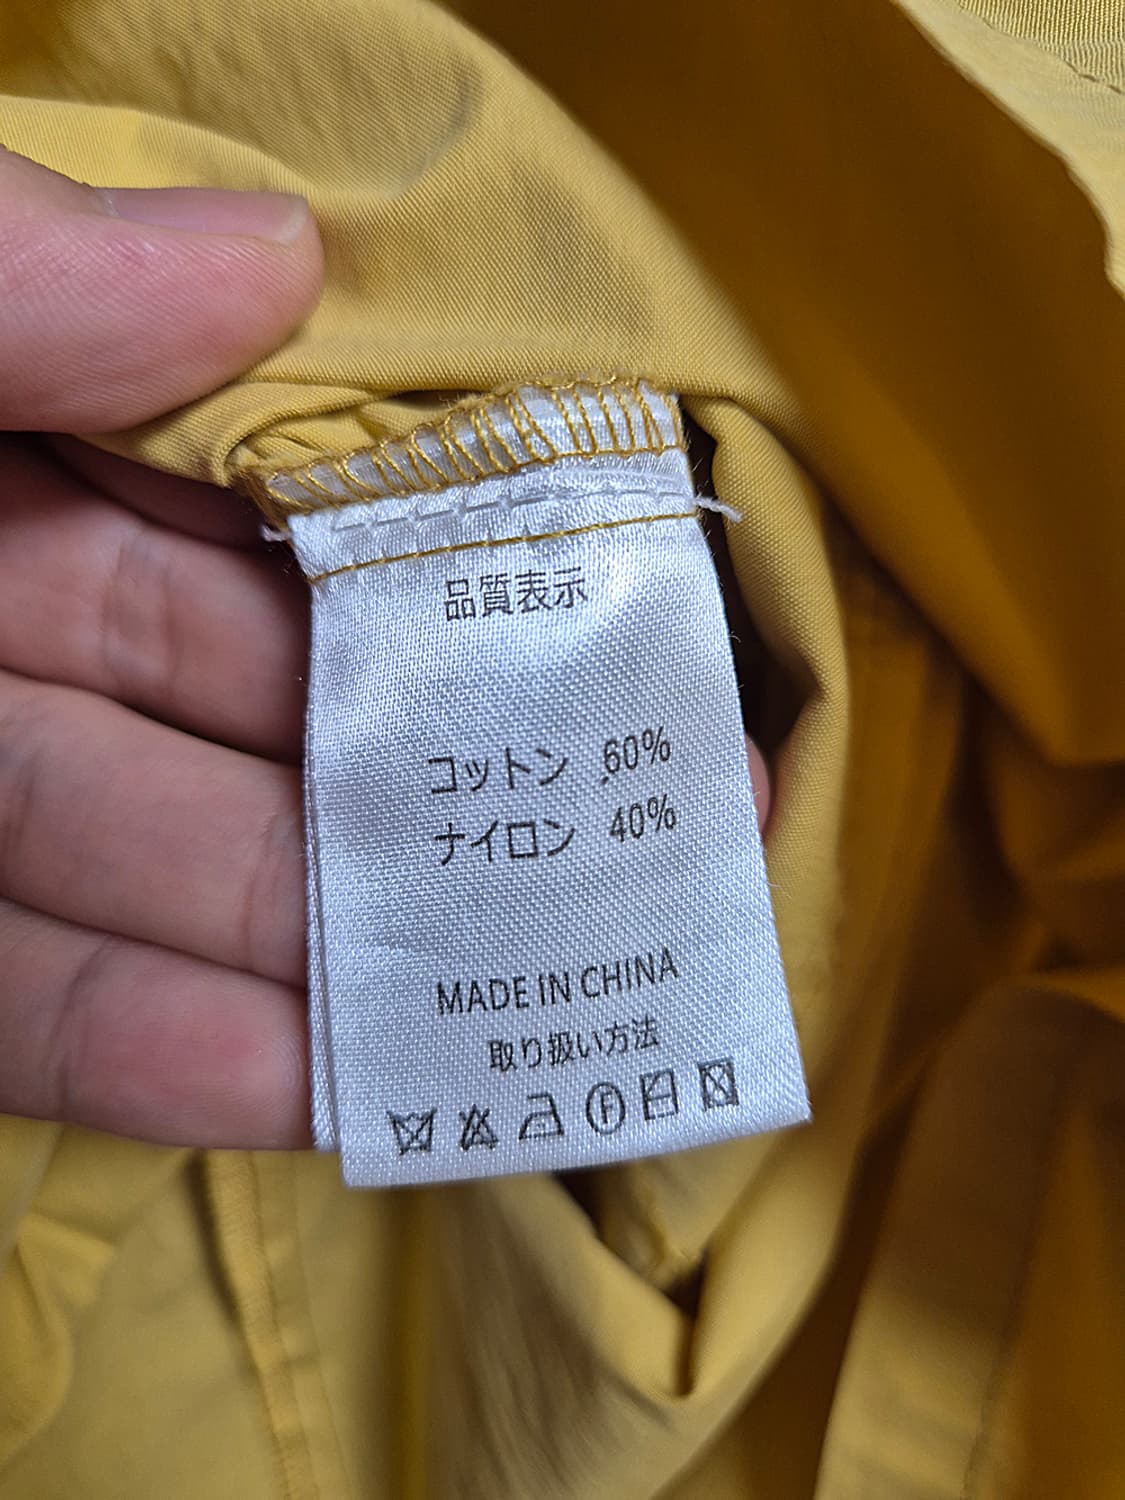 品質表示
コットン 60%
ナイロン 40%
MADE IN CHINA
取り扱い方法
F